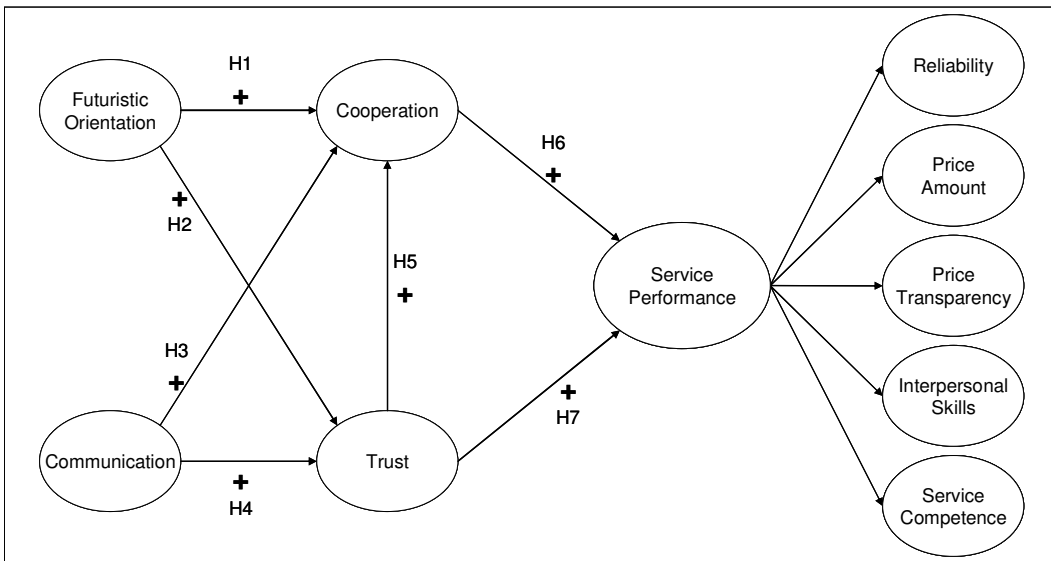 H1
+
Futuristic
Orientation
Cooperation
Reliability
H6
+
Price
Amount
+
H2
H5
+
Service
Performance
Price
Transparency
H3
+
+
H7
Interpersonal
Skills
Communication
+
H4
Trust
Service
Competence